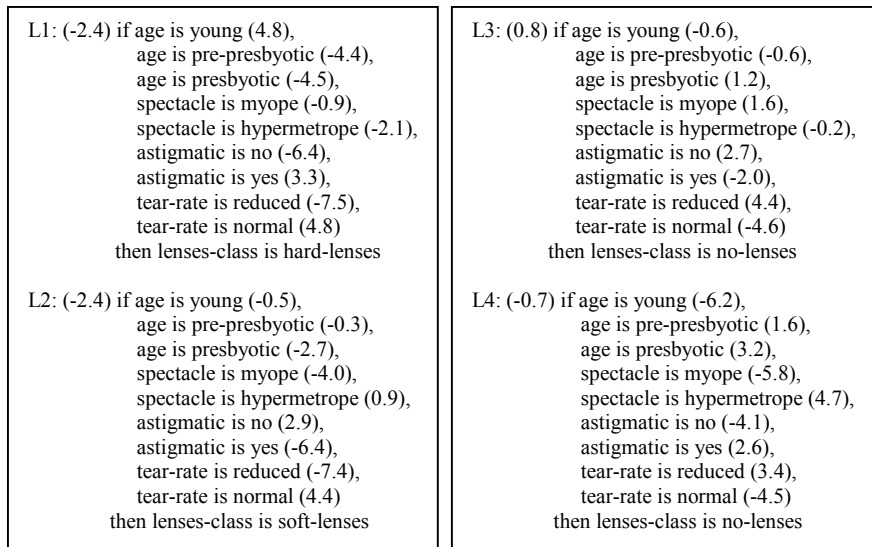 L1: (-2.4) if age is young (4.8),
age is pre-presbyotic (-4.4),
age is presbyotic (-4.5),
spectacle is myope (-0.9),
spectacle is hypermetrope (-2.1),
astigmatic is no (-6.4),
astigmatic is yes (3.3),
tear-rate is reduced (-7.5),
tear-rate is normal (4.8)
then lenses-class is hard-lenses
L2: (-2.4) if age is young (-0.5),
age is pre-presbyotic (-0.3),
age is presbyotic (-2.7),
spectacle is myope (-4.0),
spectacle is hypermetrope (0.9),
astigmatic is no (2.9),
astigmatic is yes (-6.4),
tear-rate is reduced (-7.4),
tear-rate is normal (4.4)
then lenses-class is soft-lenses
L3: (0.8) if age is young (-0.6),
age is pre-presbyotic (-0.6),
age is presbyotic (1.2),
spectacle is myope (1.6),
spectacle is hypermetrope (-0.2),
astigmatic is no (2.7),
astigmatic is yes (-2.0),
tear-rate is reduced (4.4),
tear-rate is normal (-4.6)
then lenses-class is no-lenses
L4: (-0.7) if age is young (-6.2),
age is pre-presbyotic (1.6),
age is presbyotic (3.2),
spectacle is myope (-5.8),
spectacle is hypermetrope (4.7),
astigmatic is no (-4.1),
astigmatic is yes (2.6),
tear-rate is reduced (3.4),
tear-rate is normal (-4.5)
then lenses-class is no-lenses